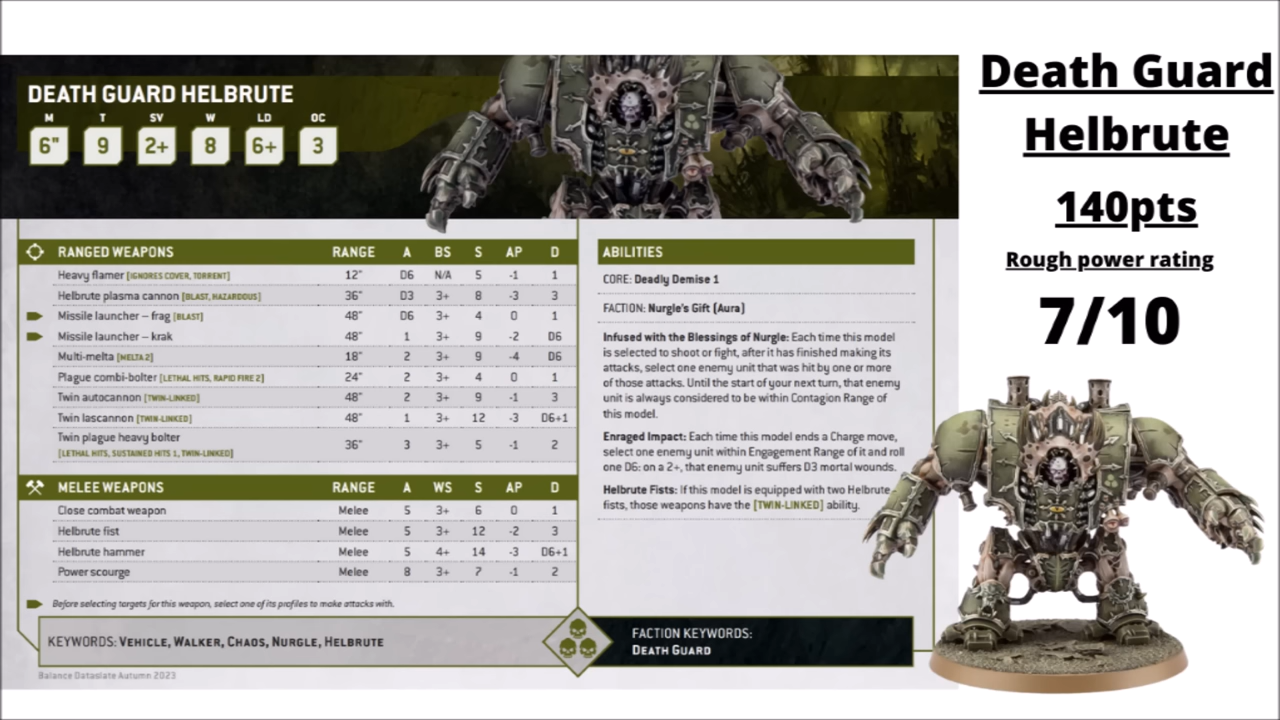 DEATH GUARD HELBRUTE
M T SV W LD OC
6" 9 2+ 8 6+ 3
RANGED WEAPONS RANGE A BS S AP D
Heavy flamer [IGNORES COVER, TORRENT] 12" D6 N/A 5 -1 1
Helbrute plasma cannon [BLAST, HAZARDOUS] 36" D3 3+ 8 -3 3
Missile launcher – frag [BLAST] 48" D6 3+ 4 0 1
Missile launcher – krak 48" 1 3+ 9 -2 D6
Multi-melta [MELTA 2] 18" 2 3+ 9 -4 D6
Plague combi-bolter [LETHAL HITS, RAPID FIRE 2] 24" 2 3+ 4 0 1
Twin autocannon [TWIN-LINKED] 48" 2 3+ 9 -1 3
Twin lascannon [TWIN-LINKED] 48" 1 3+ 12 -3 D6+1
Twin plague heavy bolter
[LETHAL HITS, SUSTAINED HITS 1, TWIN-LINKED] 36" 3 3+ 5 -1 2
MELEE WEAPONS RANGE A WS S AP D
Close combat weapon Melee 5 3+ 6 0 1
Helbrute fist Melee 5 3+ 12 -2 3
Helbrute hammer Melee 5 4+ 14 -3 D6+1
Power scourge Melee 8 3+ 7 -1 2
Before selecting targets for this weapon, select one of its profiles to make attacks with.
ABILITIES
CORE: Deadly Demise 1
FACTION: Nurgle's Gift (Aura)
Infused with the Blessings of Nurgle: Each time this model
is selected to shoot or fight, after it has finished making its
attacks, select one enemy unit that was hit by one or more
of those attacks. Until the start of your next turn, that enemy
unit is always considered to be within Contagion Range of
this model.
Enraged Impact: Each time this model ends a Charge move,
select one enemy unit within Engagement Range of it and roll
one D6: on a 2+, that enemy unit suffers D3 mortal wounds.
Helbrute Fists: If this model is equipped with two Helbrute
fists, those weapons have the [TWIN-LINKED] ability.
KEYWORDS: VEHICLE, WALKER, CHAOS, NURGLE, HELBRUTE
FACTION KEYWORDS:
DEATH GUARD
Balance Dataslate Autumn 2023
Death Guard
Helbrute
140pts
Rough power rating
7/10